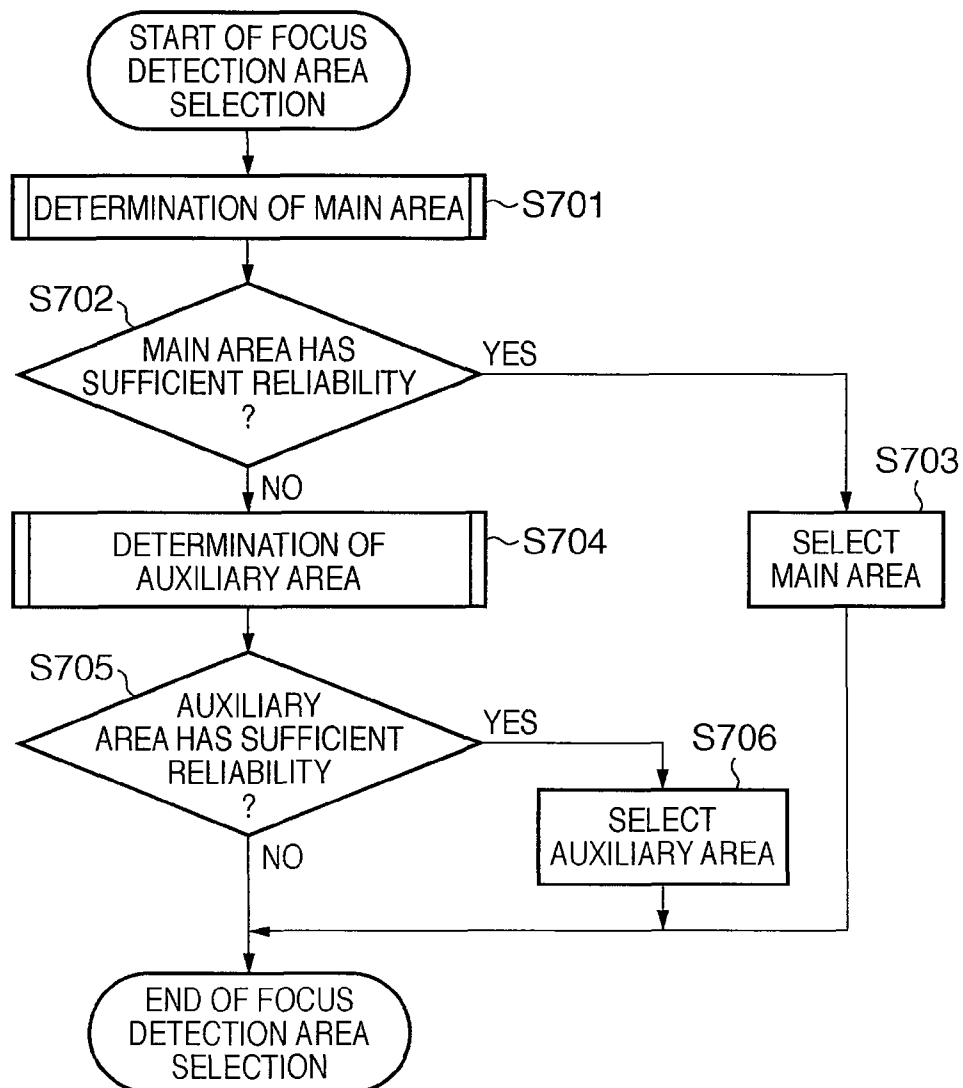 START OF FOCUS
DETECTION AREA
SELECTION
DETERMINATION OF MAIN AREA
S701
S702
MAIN AREA HAS
SUFFICIENT RELIABILITY
?
YES
NO
S703
SELECT
MAIN AREA
DETERMINATION OF
AUXILIARY AREA
S704
S705
AUXILIARY
AREA HAS SUFFICIENT
RELIABILITY
?
YES
NO
S706
SELECT
AUXILIARY AREA
END OF FOCUS
DETECTION AREA
SELECTION